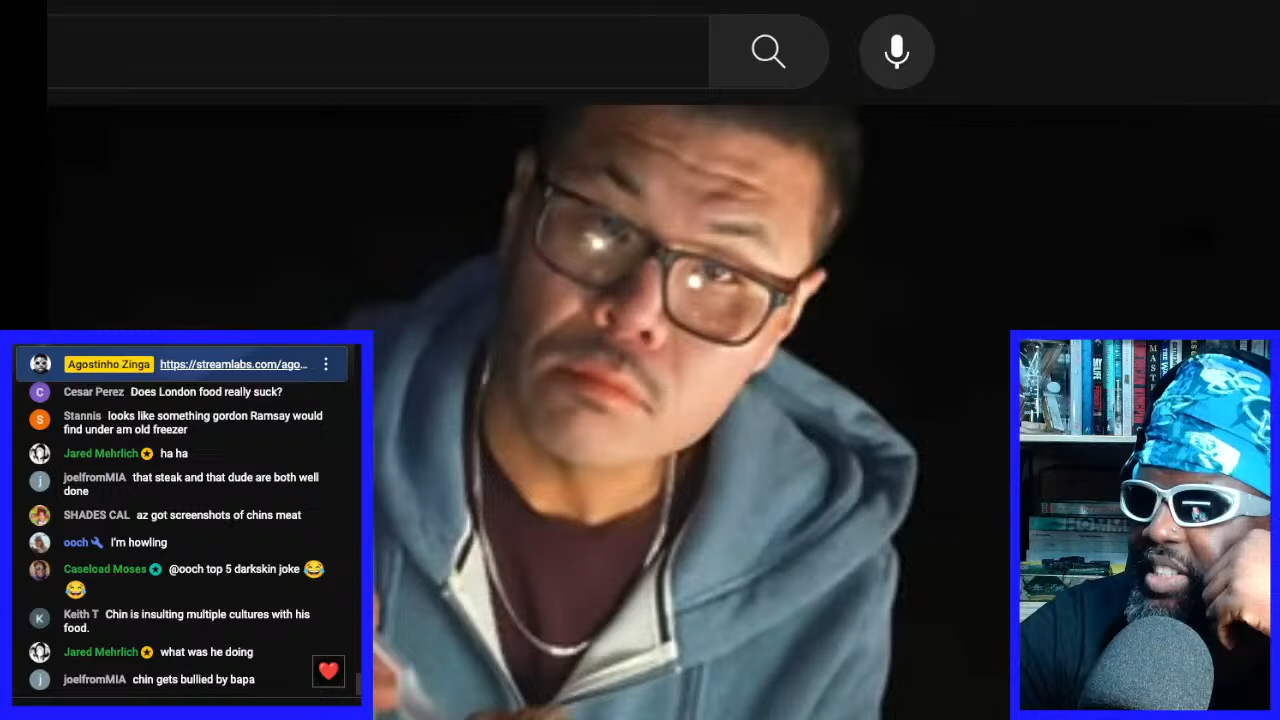 Agostinho Zinga https://streamlabs.com/ago...
Cesar Perez Does London food really suck?
Stannis looks like something gordon Ramsay would
find under am old freezer
Jared Mehrlich ha ha
joelfromMIA that steak and that dude are both well
done
SHADES CAL az got screenshots of chins meat
ooch I'm howling
Caseload Moses @ooch top 5 darkskin joke 😂
😂
Keith T Chin is insulting multiple cultures with his
food.
Jared Mehrlich what was he doing
joelfromMIA chin gets bullied by bapa